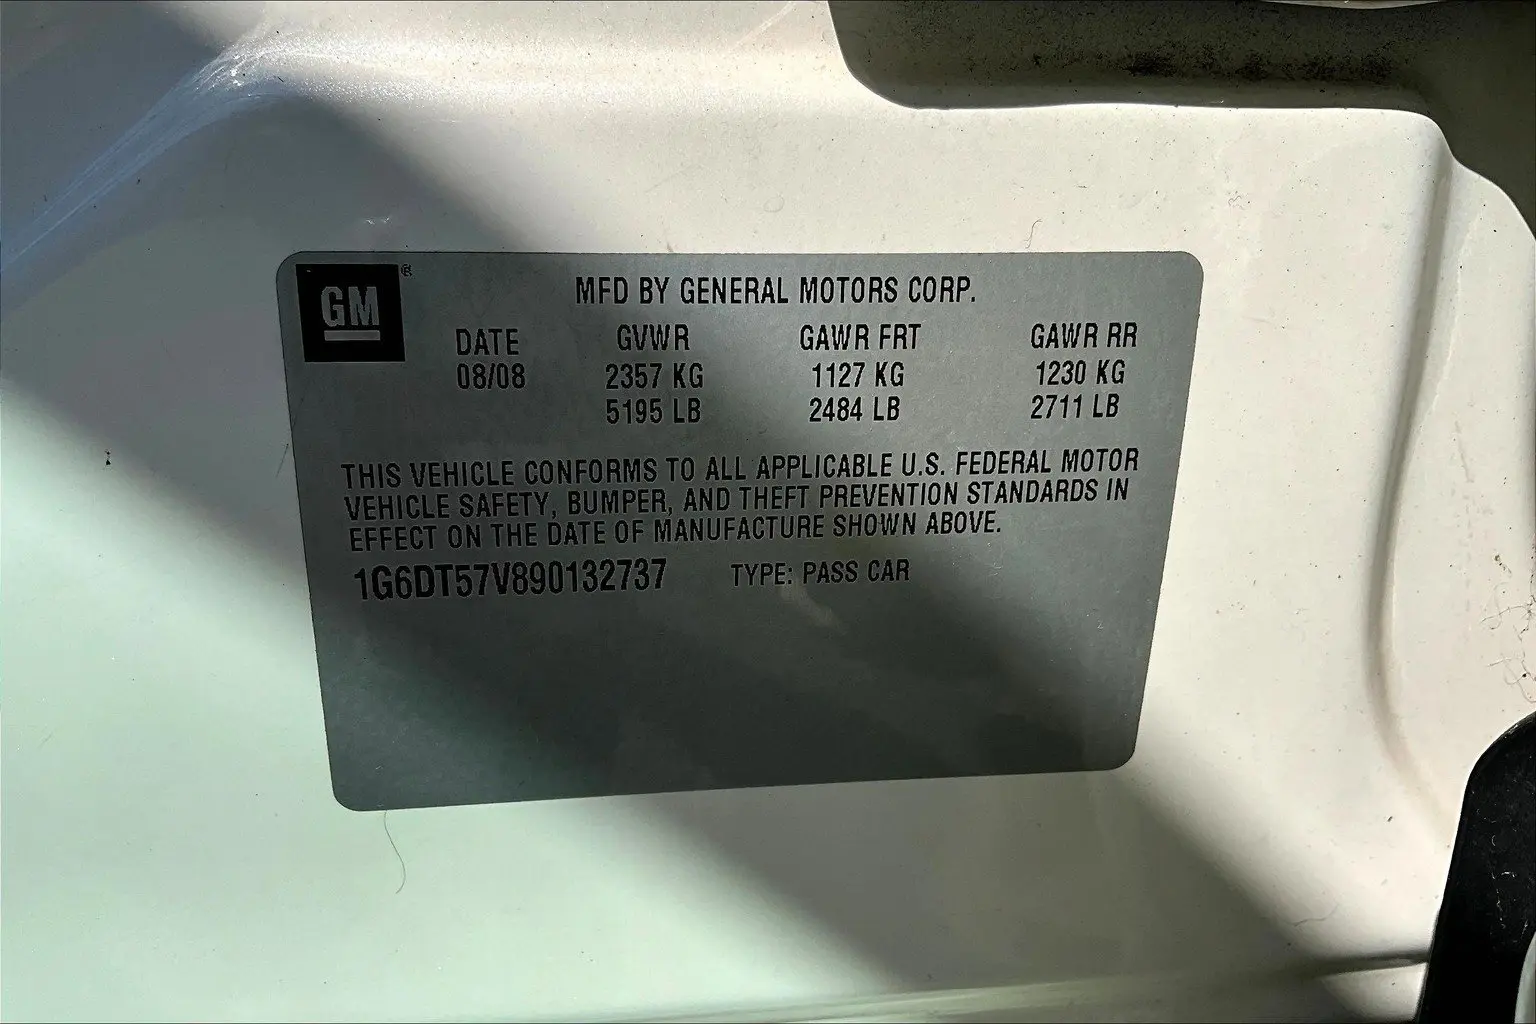 GM®
MFD BY GENERAL MOTORS CORP.
DATE GVWR GAWR FRT GAWR RR
08/08 2357 KG 1127 KG 1230 KG
5195 LB 2484 LB 2711 LB
THIS VEHICLE CONFORMS TO ALL APPLICABLE U.S. FEDERAL MOTOR
VEHICLE SAFETY, BUMPER, AND THEFT PREVENTION STANDARDS IN
EFFECT ON THE DATE OF MANUFACTURE SHOWN ABOVE.
1G6DT57V890132737 TYPE: PASS CAR